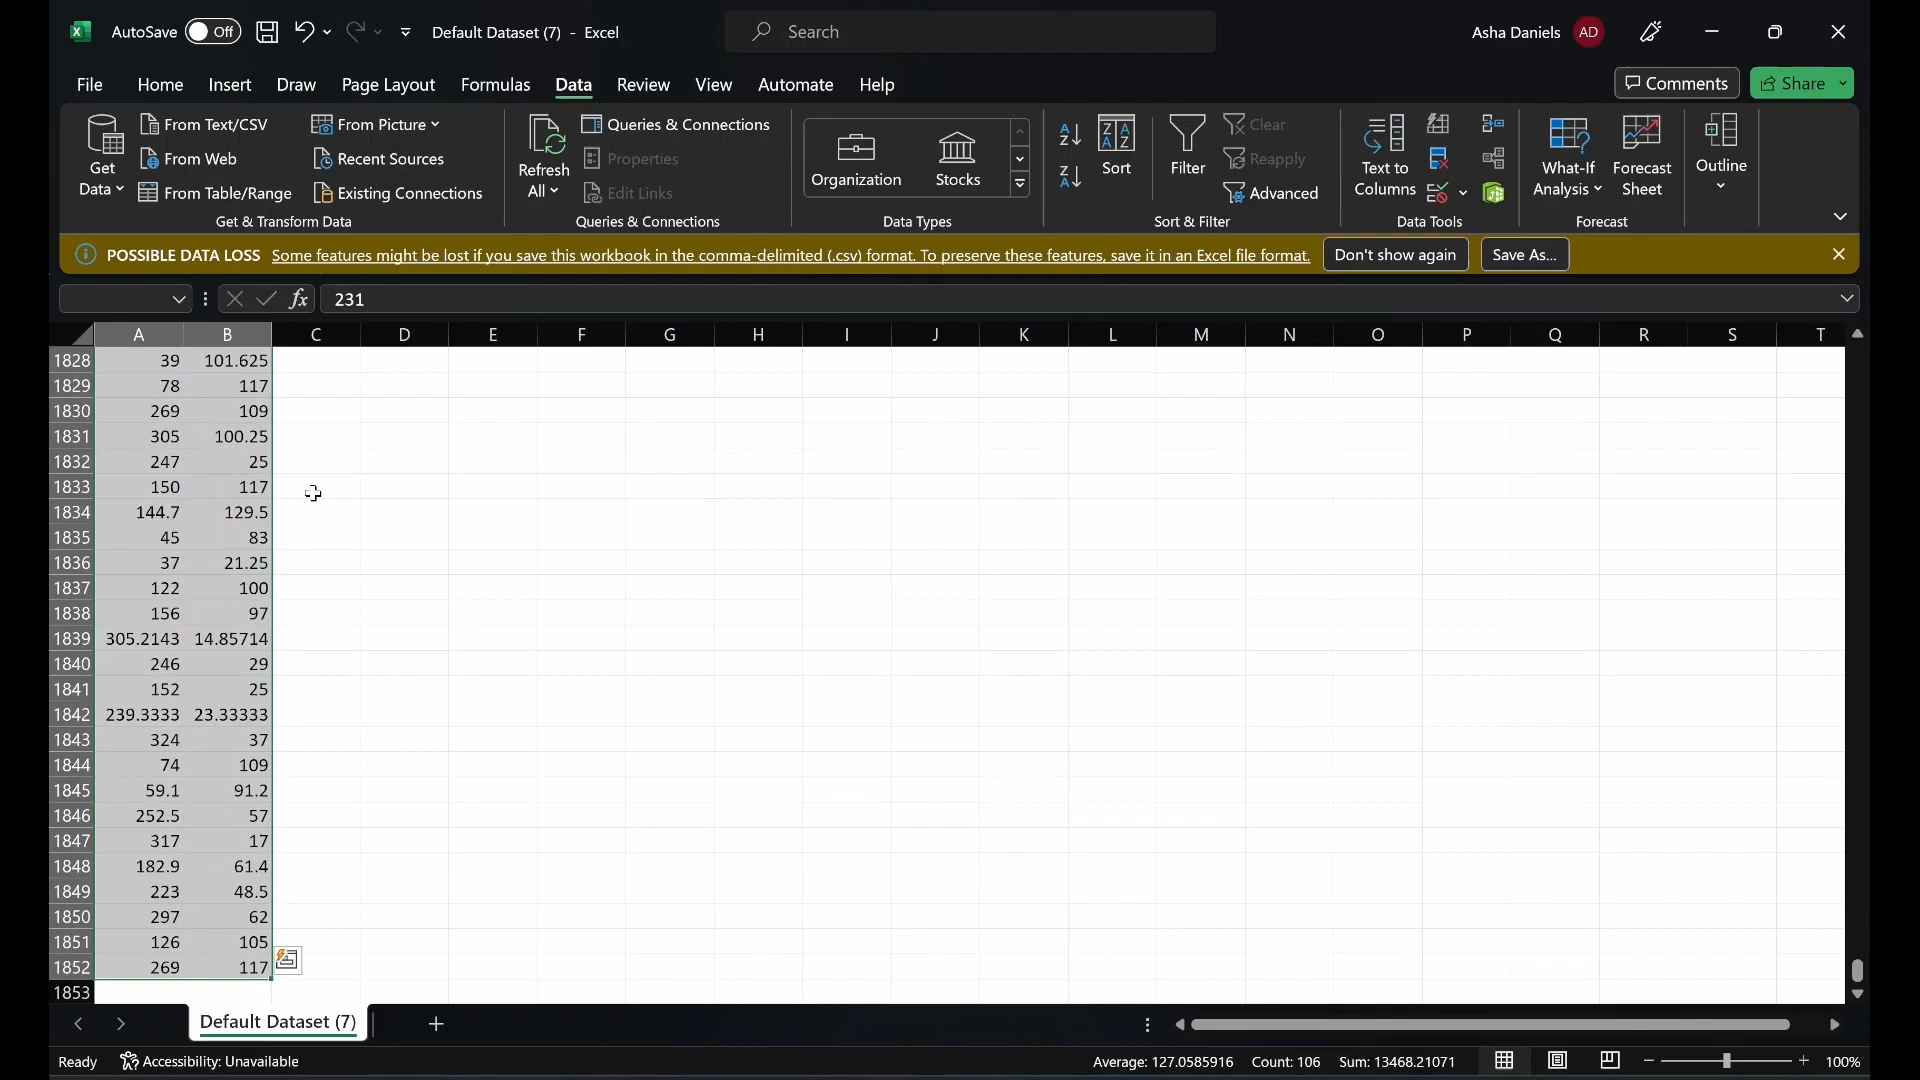 AutoSave Off Default Dataset (7) - Excel Search Asha Daniels AD
File Home Insert Draw Page Layout Formulas Data Review View Automate Help Comments Share
Get Data
From Text/CSV
From Web
From Table/Range
From Picture
Recent Sources
Existing Connections
Get & Transform Data
Refresh All
Queries & Connections
Properties
Edit Links
Queries & Connections
Organization Stocks
Data Types
Sort
Filter
Clear
Reapply
Advanced
Sort & Filter
Text to Columns
Data Tools
What-If Analysis
Forecast Sheet
Forecast
Outline
POSSIBLE DATA LOSS Some features might be lost if you save this workbook in the comma-delimited (.csv) format. To preserve these features, save it in an Excel file format. Don't show again Save As...
fx 231
A B C D E F G H I J K L M N O P Q R S T
1828 39 101.625
1829 78 117
1830 269 109
1831 305 100.25
1832 247 25
1833 150 117
1834 144.7 129.5
1835 45 83
1836 37 21.25
1837 122 100
1838 156 97
1839 305.2143 14.85714
1840 246 29
1841 152 25
1842 239.3333 23.33333
1843 324 37
1844 74 109
1845 59.1 91.2
1846 252.5 57
1847 317 17
1848 182.9 61.4
1849 223 48.5
1850 297 62
1851 126 105
1852 269 117
1853
Default Dataset (7)
Ready Accessibility: Unavailable Average: 127.0585916 Count: 106 Sum: 13468.21071 100%